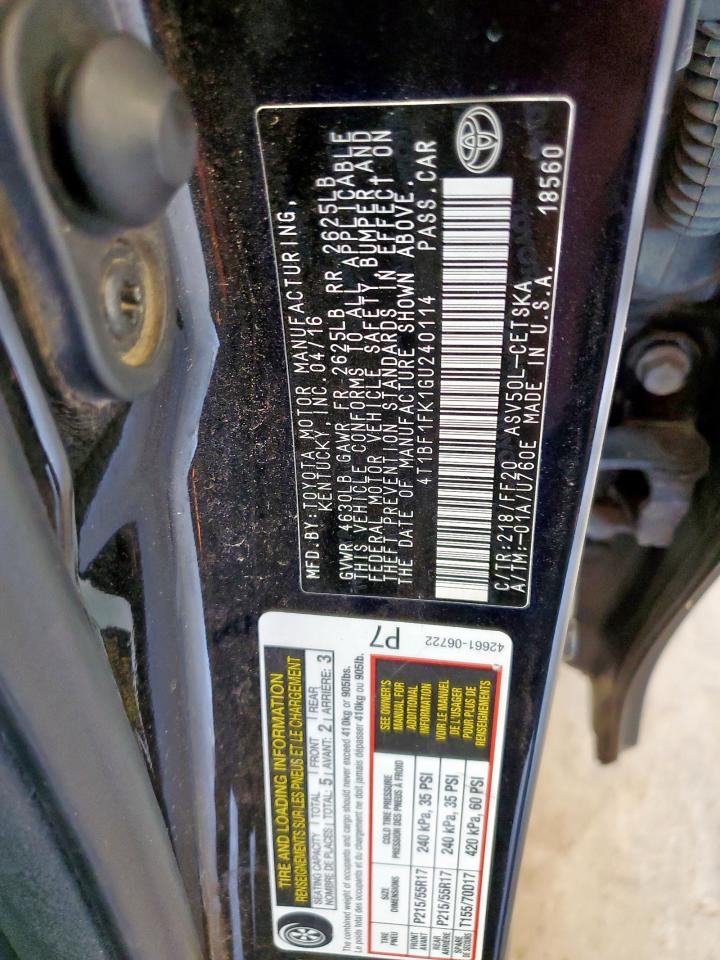 MFD.BY:TOYOTA MOTOR MANUFACTURING,
KENTUCKY, INC. 04/16
GVWR 4630LB GAWR FR 2625LB RR 2625LB
THIS VEHICLE CONFORMS TO ALL APPLICABLE
FEDERAL MOTOR VEHICLE SAFETY, BUMPER, AND
THEFT PREVENTION STANDARDS IN EFFECT ON
THE DATE OF MANUFACTURE SHOWN ABOVE.
4T1BF1FK1GU240114 PASS.CAR
C/TR:218/FF20 ASV50L-CETSKA
A/TM:-01A/U760E MADE IN U.S.A. 18560
TIRE AND LOADING INFORMATION
RENSEIGNEMENTS SUR LES PNEUS ET LE CHARGEMENT
SEATING CAPACITY TOTAL FRONT REAR
NOMBRE DE PLACES TOTAL: 5 AVANT: 2 ARRIÈRE: 3
The combined weight of occupants and cargo should never exceed 410kg or 905lbs.
Le poids total des occupants et du chargement ne doit jamais dépasser 410kg ou 905lb.
TIRE PNEU
SIZE DIMENSIONS
COLD TIRE PRESSURE
PRESSION DES PNEUS À FROID
FRONT AVANT P215/55R17 240 kPa, 35 PSI
REAR ARRIÈRE P215/55R17 240 kPa, 35 PSI
SPARE DE SECOURS T155/70D17 420 kPa, 60 PSI
SEE OWNER'S
MANUAL FOR
ADDITIONAL
INFORMATION
VOIR LE MANUEL
DE L'USAGER
POUR PLUS DE
RENSEIGNEMENTS
P7
42661-06722